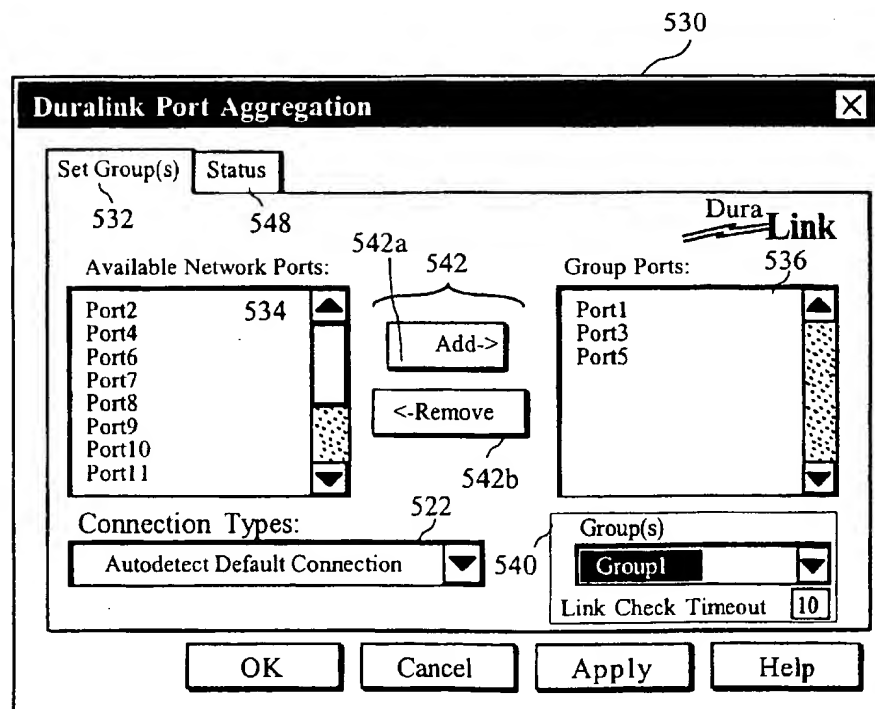 530
Duralink Port Aggregation
Set Group(s) Status
532 548
Dura
Link
542a 542
Available Network Ports:
534
Port2
Port4
Port6
Port7
Port8
Port9
Port10
Port11
Add->
<-Remove
542b
Group Ports: 536
Port1
Port3
Port5
522
Connection Types:
Autodetect Default Connection
540
Group(s)
Group1
Link Check Timeout 10
OK Cancel Apply Help